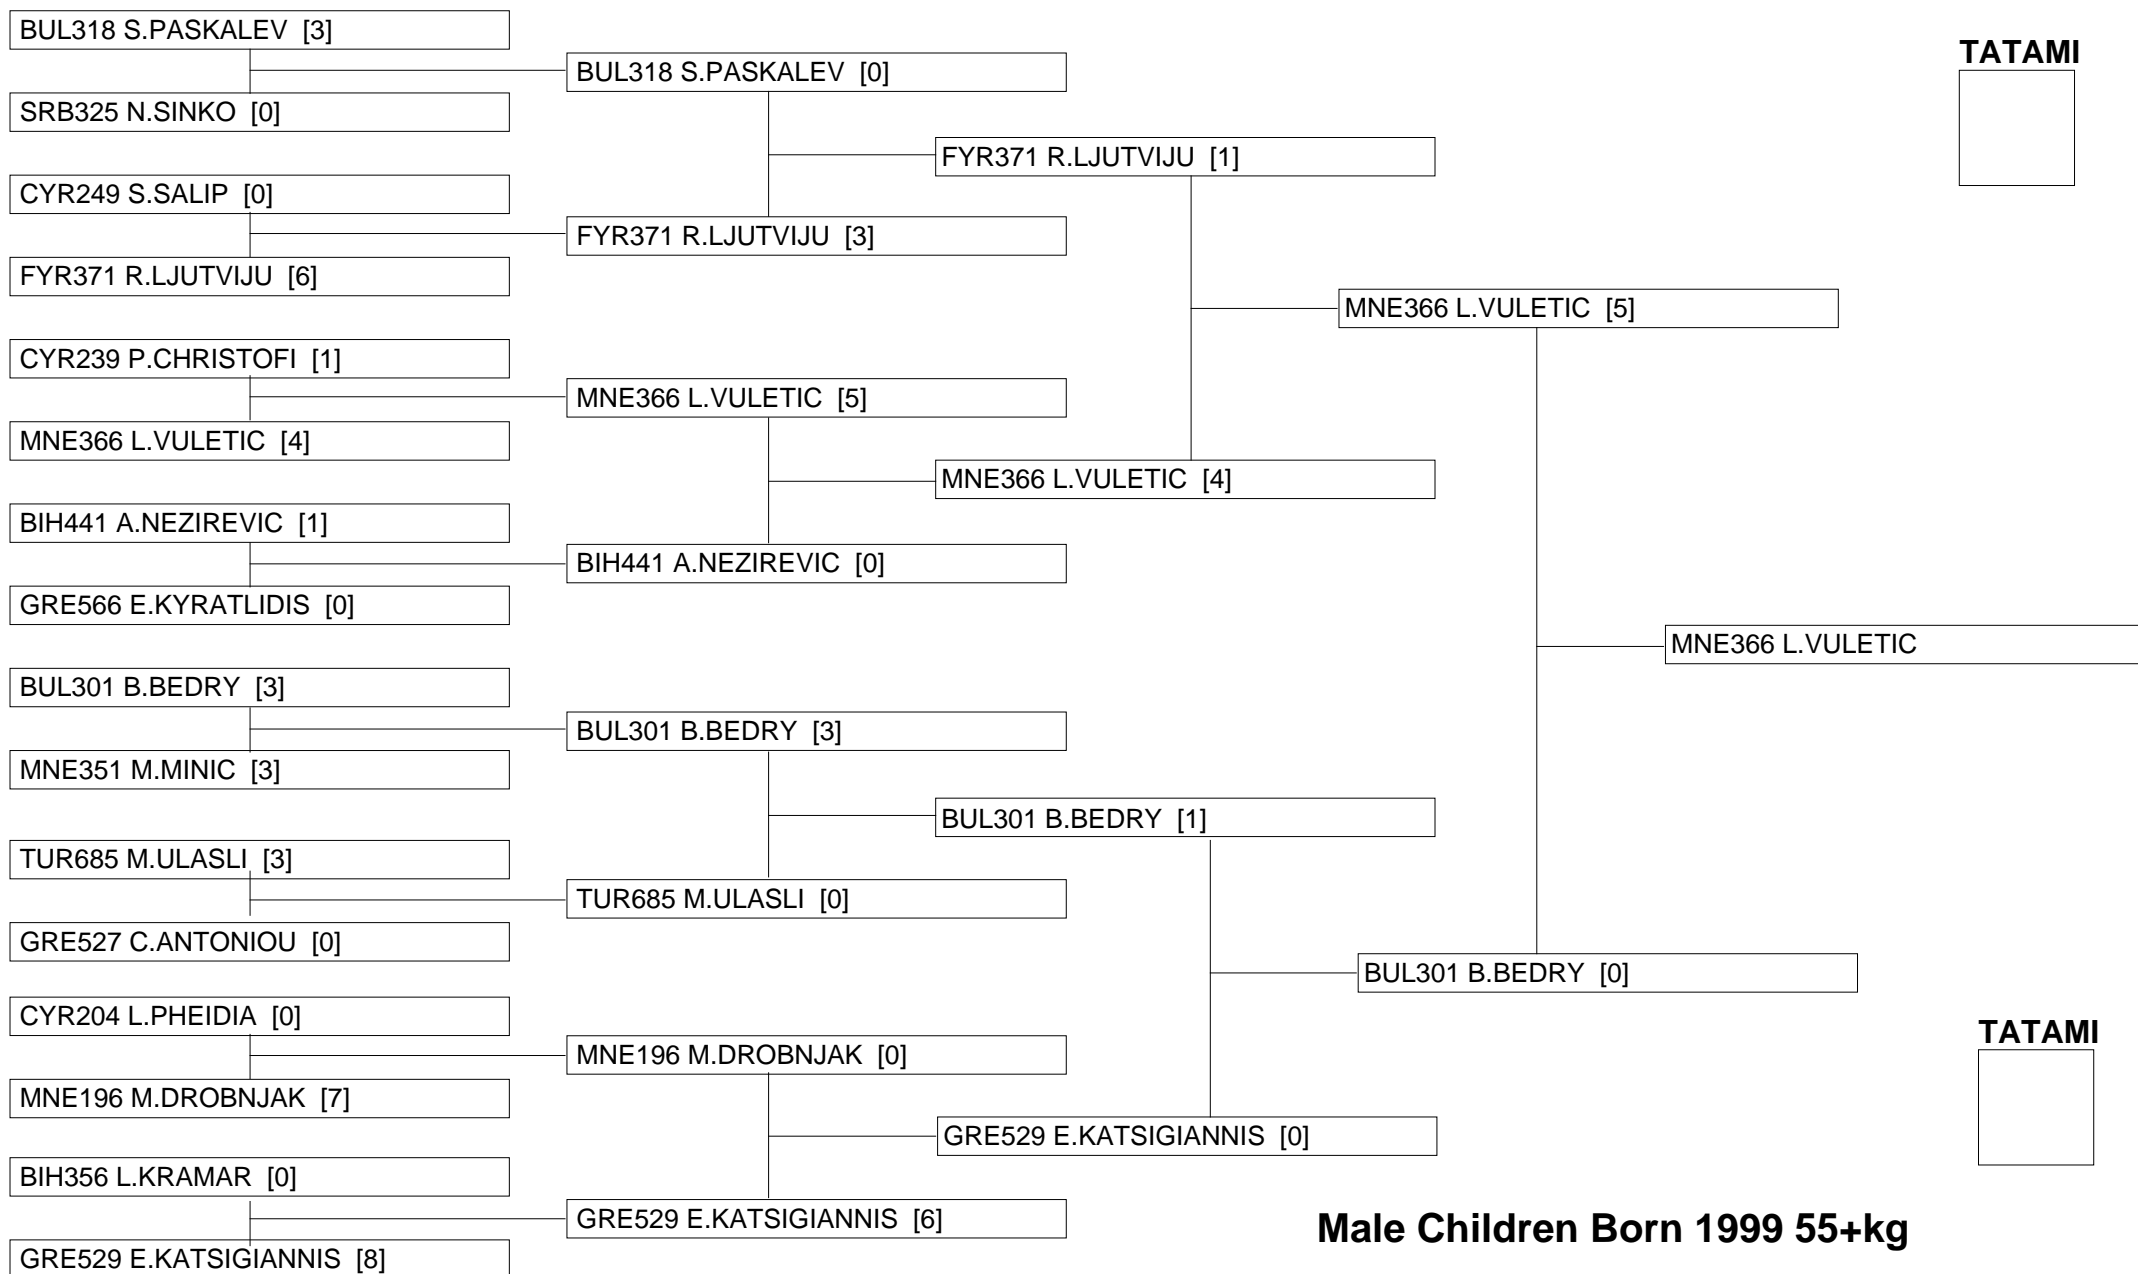 BUL318 S.PASKALEV [3]
SRB325 N.SINKO [0]
CYR249 S.SALIP [0]
FYR371 R.LJUTVIJU [6]
CYR239 P.CHRISTOFI [1]
MNE366 L.VULETIC [4]
BIH441 A.NEZIREVIC [1]
GRE566 E.KYRATLIDIS [0]
BUL301 B.BEDRY [3]
MNE351 M.MINIC [3]
TUR685 M.ULASLI [3]
GRE527 C.ANTONIOU [0]
CYR204 L.PHEIDIA [0]
MNE196 M.DROBNJAK [7]
BIH356 L.KRAMAR [0]
GRE529 E.KATSIGIANNIS [8]
BUL318 S.PASKALEV [0]
FYR371 R.LJUTVIJU [3]
MNE366 L.VULETIC [5]
BIH441 A.NEZIREVIC [0]
BUL301 B.BEDRY [3]
TUR685 M.ULASLI [0]
MNE196 M.DROBNJAK [0]
GRE529 E.KATSIGIANNIS [6]
FYR371 R.LJUTVIJU [1]
MNE366 L.VULETIC [4]
BUL301 B.BEDRY [1]
GRE529 E.KATSIGIANNIS [0]
MNE366 L.VULETIC [5]
BUL301 B.BEDRY [0]
MNE366 L.VULETIC
TATAMI
TATAMI
Male Children Born 1999 55+kg